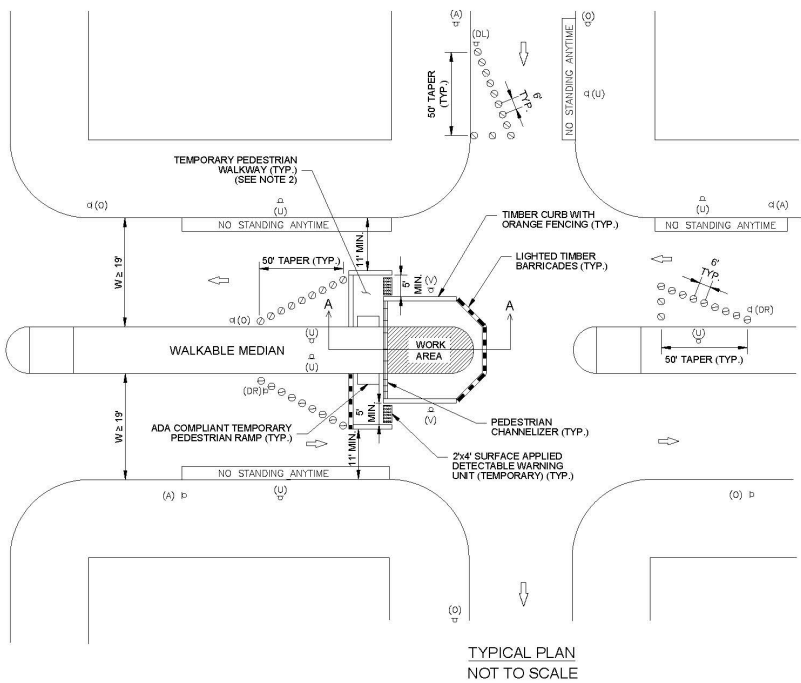 (A)
(O)
(DL)
50' TAPER
(TYP.)
6'
TYP.
NO STANDING ANYTIME
(U)
TEMPORARY PEDESTRIAN
WALKWAY (TYP.)
(SEE NOTE 2)
(O)
(U)
NO STANDING ANYTIME
TIMBER CURB WITH
ORANGE FENCING (TYP.)
(U)
(A)
NO STANDING ANYTIME
W ≥ 19'
50' TAPER (TYP.)
11' MIN.
5'
MIN.
(V)
LIGHTED TIMBER
BARRICADES (TYP.)
6'
TYP.
A
A
(O)
(DR)
(U)
WALKABLE MEDIAN
(U)
WORK
AREA
(U)
50' TAPER (TYP.)
(DR)
W ≥ 19'
5'
MIN.
(V)
ADA COMPLIANT TEMPORARY
PEDESTRIAN RAMP (TYP.)
11' MIN.
PEDESTRIAN
CHANNELIZER (TYP.)
2'x4' SURFACE APPLIED
DETECTABLE WARNING
UNIT (TEMPORARY) (TYP.)
NO STANDING ANYTIME
(A)
(U)
(O)
(O)
TYPICAL PLAN
NOT TO SCALE